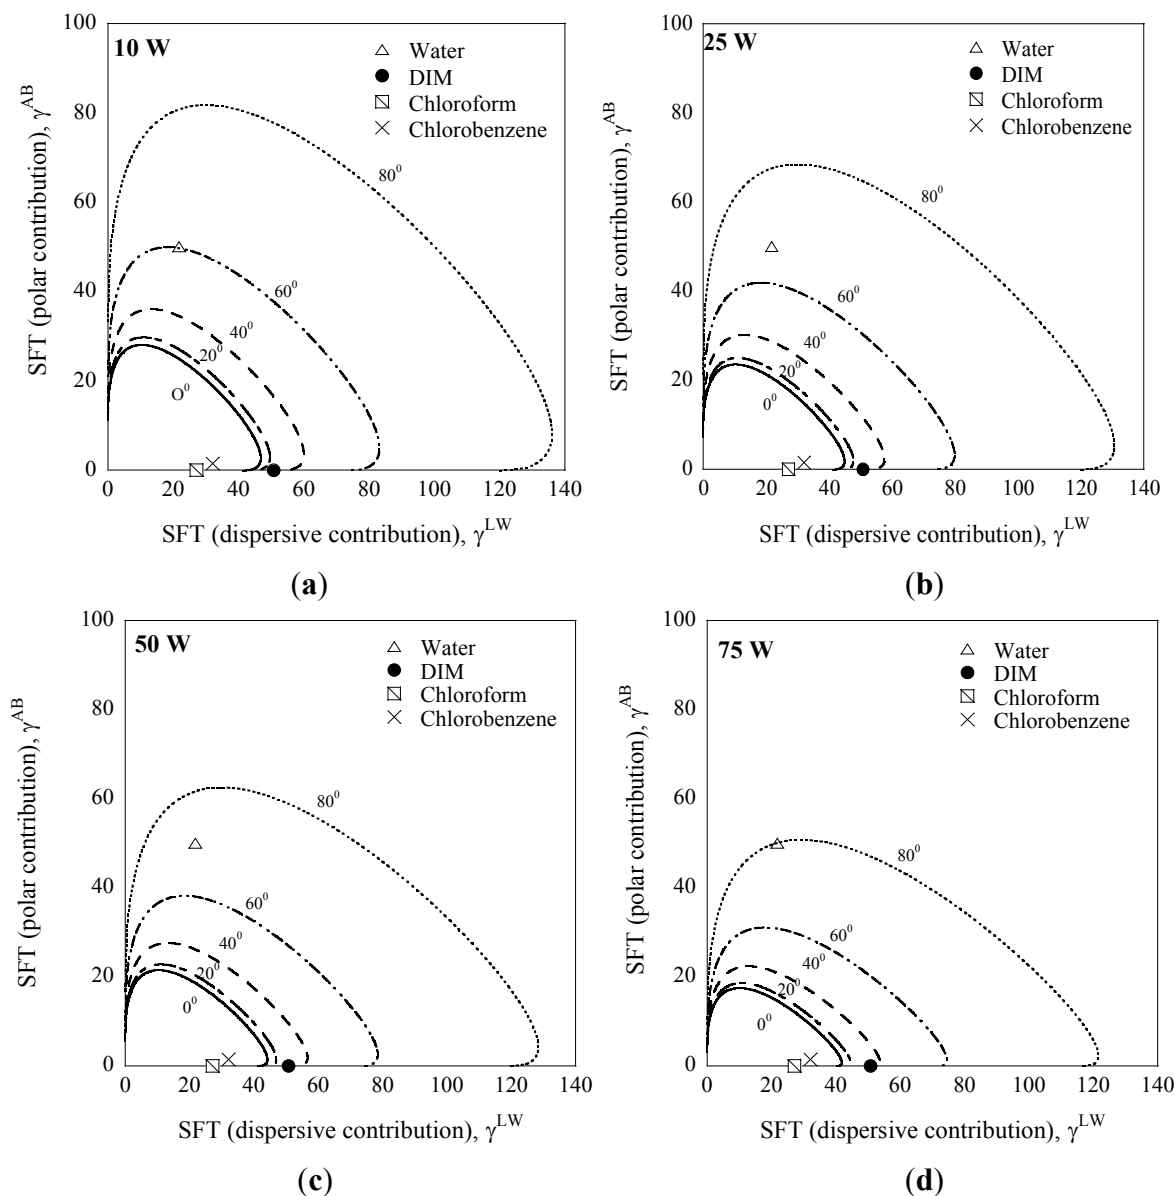 10 W
Water
DIM
Chloroform
Chlorobenzene
100
80
60
40
20
0
80⁰
60⁰
40⁰
20⁰
O⁰
0 20 40 60 80 100 120 140
SFT (polar contribution), γ^AB
SFT (dispersive contribution), γ^LW
(a)
25 W
Water
DIM
Chloroform
Chlorobenzene
100
80
60
40
20
0
80⁰
60⁰
40⁰
20⁰
0⁰
0 20 40 60 80 100 120 140
SFT (polar contribution), γ^AB
SFT (dispersive contribution), γ^LW
(b)
50 W
Water
DIM
Chloroform
Chlorobenzene
100
80
60
40
20
0
80⁰
60⁰
40⁰
20⁰
0⁰
0 20 40 60 80 100 120 140
SFT (polar contribution), γ^AB
SFT (dispersive contribution), γ^LW
(c)
75 W
Water
DIM
Chloroform
Chlorobenzene
100
80
60
40
20
0
80⁰
60⁰
40⁰
20⁰
0⁰
0 20 40 60 80 100 120 140
SFT (polar contribution), γ^AB
SFT (dispersive contribution), γ^LW
(d)